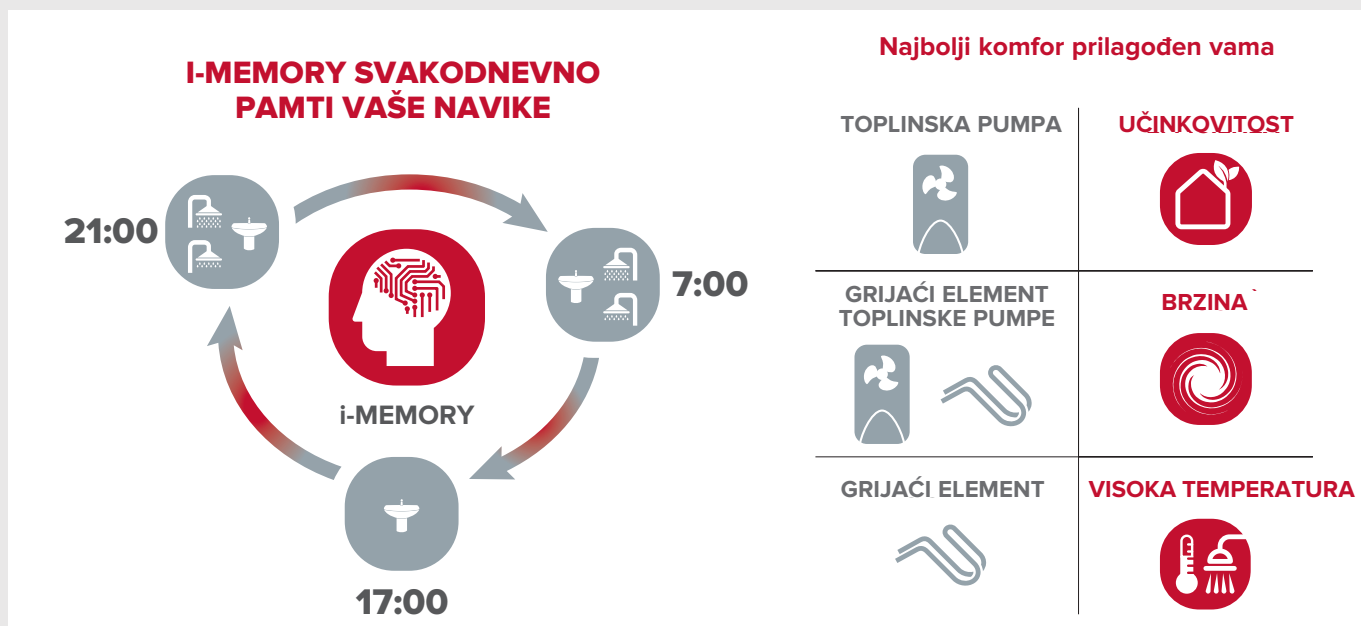 I-MEMORY SVAKODNEVNO
PAMTI VAŠE NAVIKE
21:00
7:00
i-MEMORY
17:00
Najbolji komfor prilagođen vama
TOPLINSKA PUMPA
UČINKOVITOST
GRIJAĆI ELEMENT
TOPLINSKE PUMPE
BRZINA`
GRIJAĆI ELEMENT
VISOKA TEMPERATURA